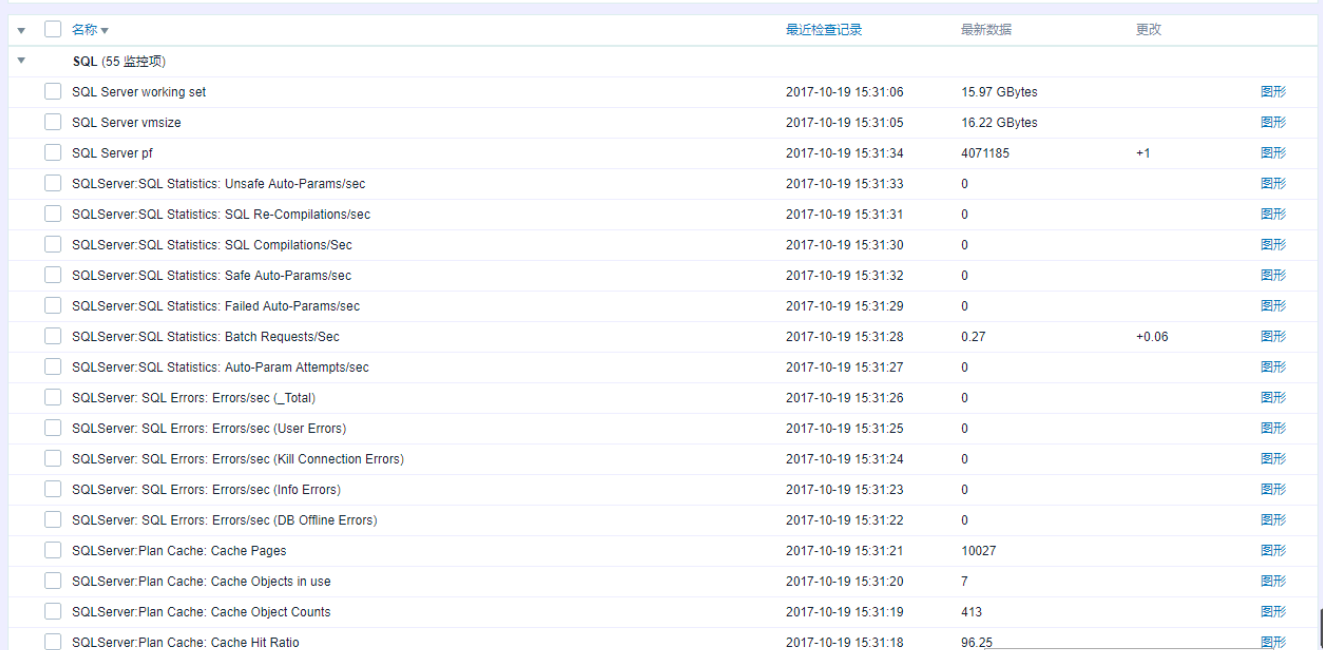 名称 最近检查记录 最新数据 更改
SQL (55 监控项)
SQL Server working set 2017-10-19 15:31:06 15.97 GBytes 图形
SQL Server vmsize 2017-10-19 15:31:05 16.22 GBytes 图形
SQL Server pf 2017-10-19 15:31:34 4071185 +1 图形
SQLServer:SQL Statistics: Unsafe Auto-Params/sec 2017-10-19 15:31:33 0 图形
SQLServer:SQL Statistics: SQL Re-Compilations/sec 2017-10-19 15:31:31 0 图形
SQLServer:SQL Statistics: SQL Compilations/Sec 2017-10-19 15:31:30 0 图形
SQLServer:SQL Statistics: Safe Auto-Params/sec 2017-10-19 15:31:32 0 图形
SQLServer:SQL Statistics: Failed Auto-Params/sec 2017-10-19 15:31:29 0 图形
SQLServer:SQL Statistics: Batch Requests/Sec 2017-10-19 15:31:28 0.27 +0.06 图形
SQLServer:SQL Statistics: Auto-Param Attempts/sec 2017-10-19 15:31:27 0 图形
SQLServer: SQL Errors: Errors/sec (_Total) 2017-10-19 15:31:26 0 图形
SQLServer: SQL Errors: Errors/sec (User Errors) 2017-10-19 15:31:25 0 图形
SQLServer: SQL Errors: Errors/sec (Kill Connection Errors) 2017-10-19 15:31:24 0 图形
SQLServer: SQL Errors: Errors/sec (Info Errors) 2017-10-19 15:31:23 0 图形
SQLServer: SQL Errors: Errors/sec (DB Offline Errors) 2017-10-19 15:31:22 0 图形
SQLServer:Plan Cache: Cache Pages 2017-10-19 15:31:21 10027 图形
SQLServer:Plan Cache: Cache Objects in use 2017-10-19 15:31:20 7 图形
SQLServer:Plan Cache: Cache Object Counts 2017-10-19 15:31:19 413 图形
SQLServer:Plan Cache: Cache Hit Ratio 2017-10-19 15:31:18 96.25 图形